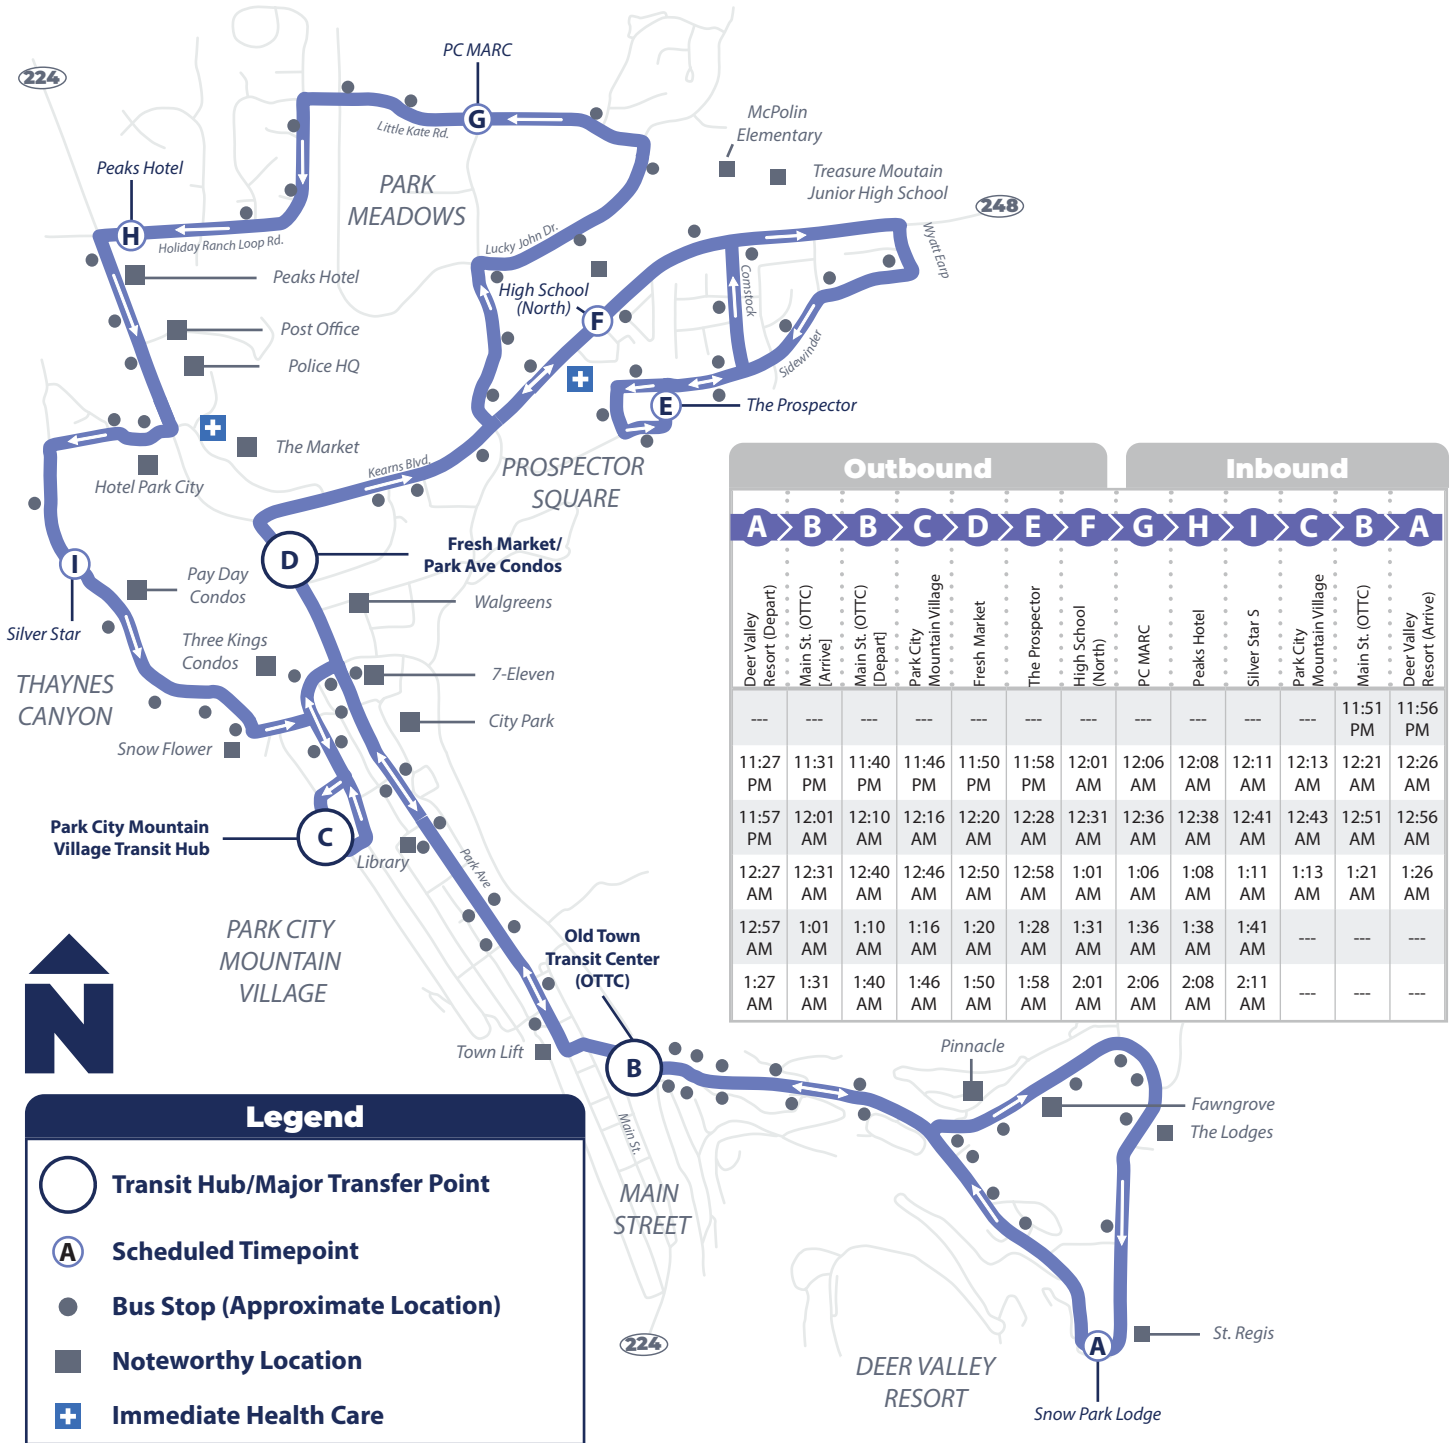 PC MARC
224
G
Little Kate Rd.
McPolin
Elementary
Treasure Moutain
Junior High School
Peaks Hotel
PARK
MEADOWS
248
H
Holiday Ranch Loop Rd.
Lucky John Dr.
Wyatt Earp
Peaks Hotel
High School
(North)
F
Comstock
Post Office
Police HQ
Sidewinder
E
The Prospector
The Market
Kearns Blvd.
PROSPECTOR
SQUARE
Hotel Park City
D
Fresh Market/
Park Ave Condos
I
Pay Day
Condos
Walgreens
Silver Star
Three Kings
Condos
THAYNES
CANYON
7-Eleven
City Park
Snow Flower
Park City Mountain
Village Transit Hub
C
Library
Park Ave
PARK CITY
MOUNTAIN
VILLAGE
Old Town
Transit Center
(OTTC)
N
Town Lift
B
Main St.
MAIN
STREET
224
Pinnacle
Fawngrove
The Lodges
St. Regis
A
DEER VALLEY
RESORT
Snow Park Lodge
Outbound Inbound
A B B C D E F G H I C B A
Deer Valley
Resort (Depart)
Main St. (OTTC)
[Arrive]
Main St. (OTTC)
[Depart]
Park City
Mountain Village
Fresh Market
The Prospector
High School
(North)
PC MARC
Peaks Hotel
Silver Star S
Park City
Mountain Village
Main St. (OTTC)
Deer Valley
Resort (Arrive)
--- --- --- --- --- --- --- --- --- --- --- 11:51 PM 11:56 PM
11:27 PM 11:31 PM 11:40 PM 11:46 PM 11:50 PM 11:58 PM 12:01 AM 12:06 AM 12:08 AM 12:11 AM 12:13 AM 12:21 AM 12:26 AM
11:57 PM 12:01 AM 12:10 AM 12:16 AM 12:20 AM 12:28 AM 12:31 AM 12:36 AM 12:38 AM 12:41 AM 12:43 AM 12:51 AM 12:56 AM
12:27 AM 12:31 AM 12:40 AM 12:46 AM 12:50 AM 12:58 AM 1:01 AM 1:06 AM 1:08 AM 1:11 AM 1:13 AM 1:21 AM 1:26 AM
12:57 AM 1:01 AM 1:10 AM 1:16 AM 1:20 AM 1:28 AM 1:31 AM 1:36 AM 1:38 AM 1:41 AM --- --- ---
1:27 AM 1:31 AM 1:40 AM 1:46 AM 1:50 AM 1:58 AM 2:01 AM 2:06 AM 2:08 AM 2:11 AM --- --- ---
Legend
Transit Hub/Major Transfer Point
A Scheduled Timepoint
Bus Stop (Approximate Location)
Noteworthy Location
Immediate Health Care